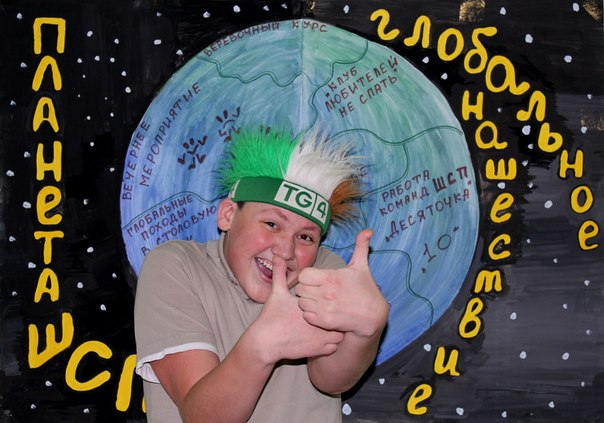 ПЛАНЕТА ШСП
ГЛОБАЛЬНОЕ
НАШЕСТВИЕ
ВЕРЕВОЧНЫЙ КУРС
"КЛУБ
ЛЮБИТЕЛЕЙ
НЕ СПАТЬ"
ВЕЧЕРНЕЕ
МЕРОПРИЯТИЕ
ГЛОБАЛЬНЫЕ
ПОХОДЫ
В СТОЛОВУЮ
РАБОТА
КОМАНД ШСП
"ДЕСЯТОЧКА"
"10"
TG4